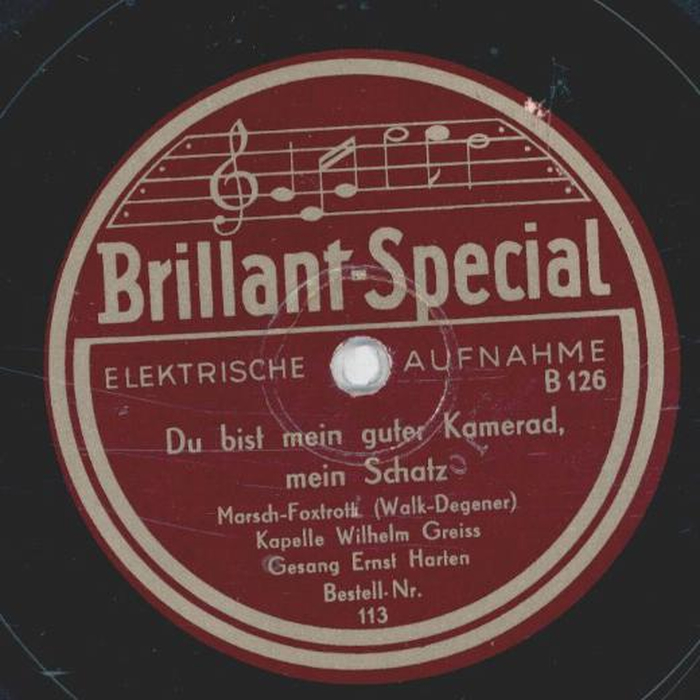 Brillant-Special
ELEKTRISCHE AUFNAHME
B 126
Du bist mein guter Kamerad,
mein Schatz
Marsch-Foxtrott (Walk-Degener)
Kapelle Wilhelm Greiss
Gesang Ernst Harten
Bestell-Nr.
113